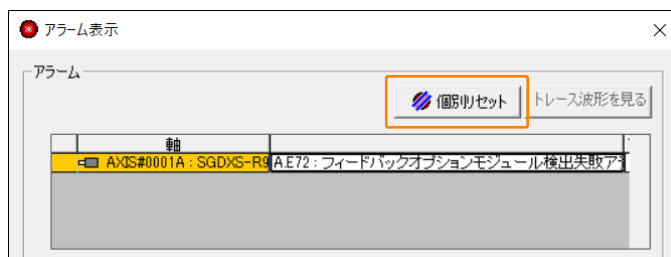 アラーム表示
アラーム
個別リセット
トレース波形を見る
軸
AXIS#0001A : SGDXS-R9
A.E72 : フィードバックオプションモジュール検出失敗ア